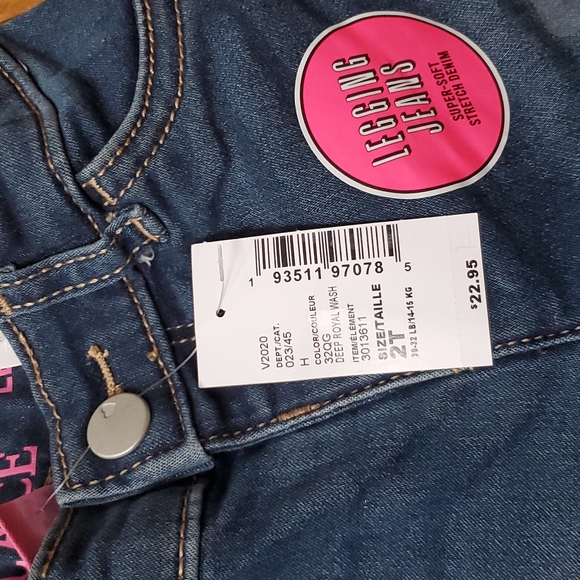 LEGGING
JEANS
SUPER-SOFT
STRETCH DENIM
1 93511 97078 5
V2020
DEPT./CAT.
023/45
H
COLOR/COULEUR
32QG
DEEP ROYAL WASH
ITEM/ELÉMENT
3013611
SIZE/TAILLE
2T
30-32 LB/14-15 KG
$22.95